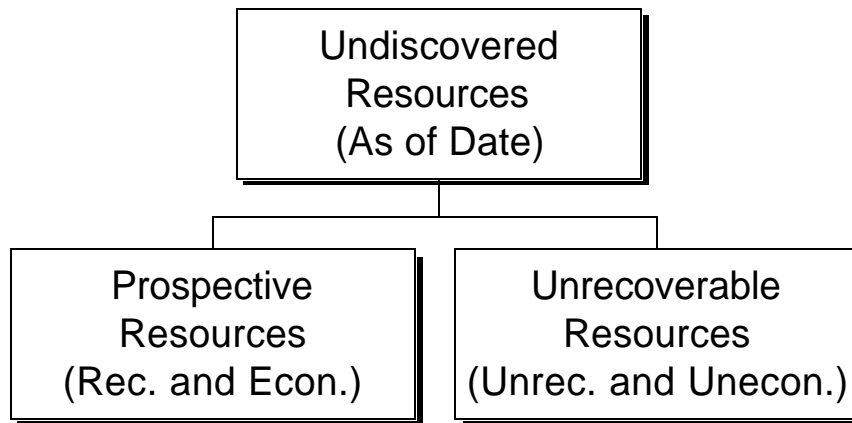 Undiscovered
Resources
(As of Date)
Prospective
Resources
(Rec. and Econ.)
Unrecoverable
Resources
(Unrec. and Unecon.)